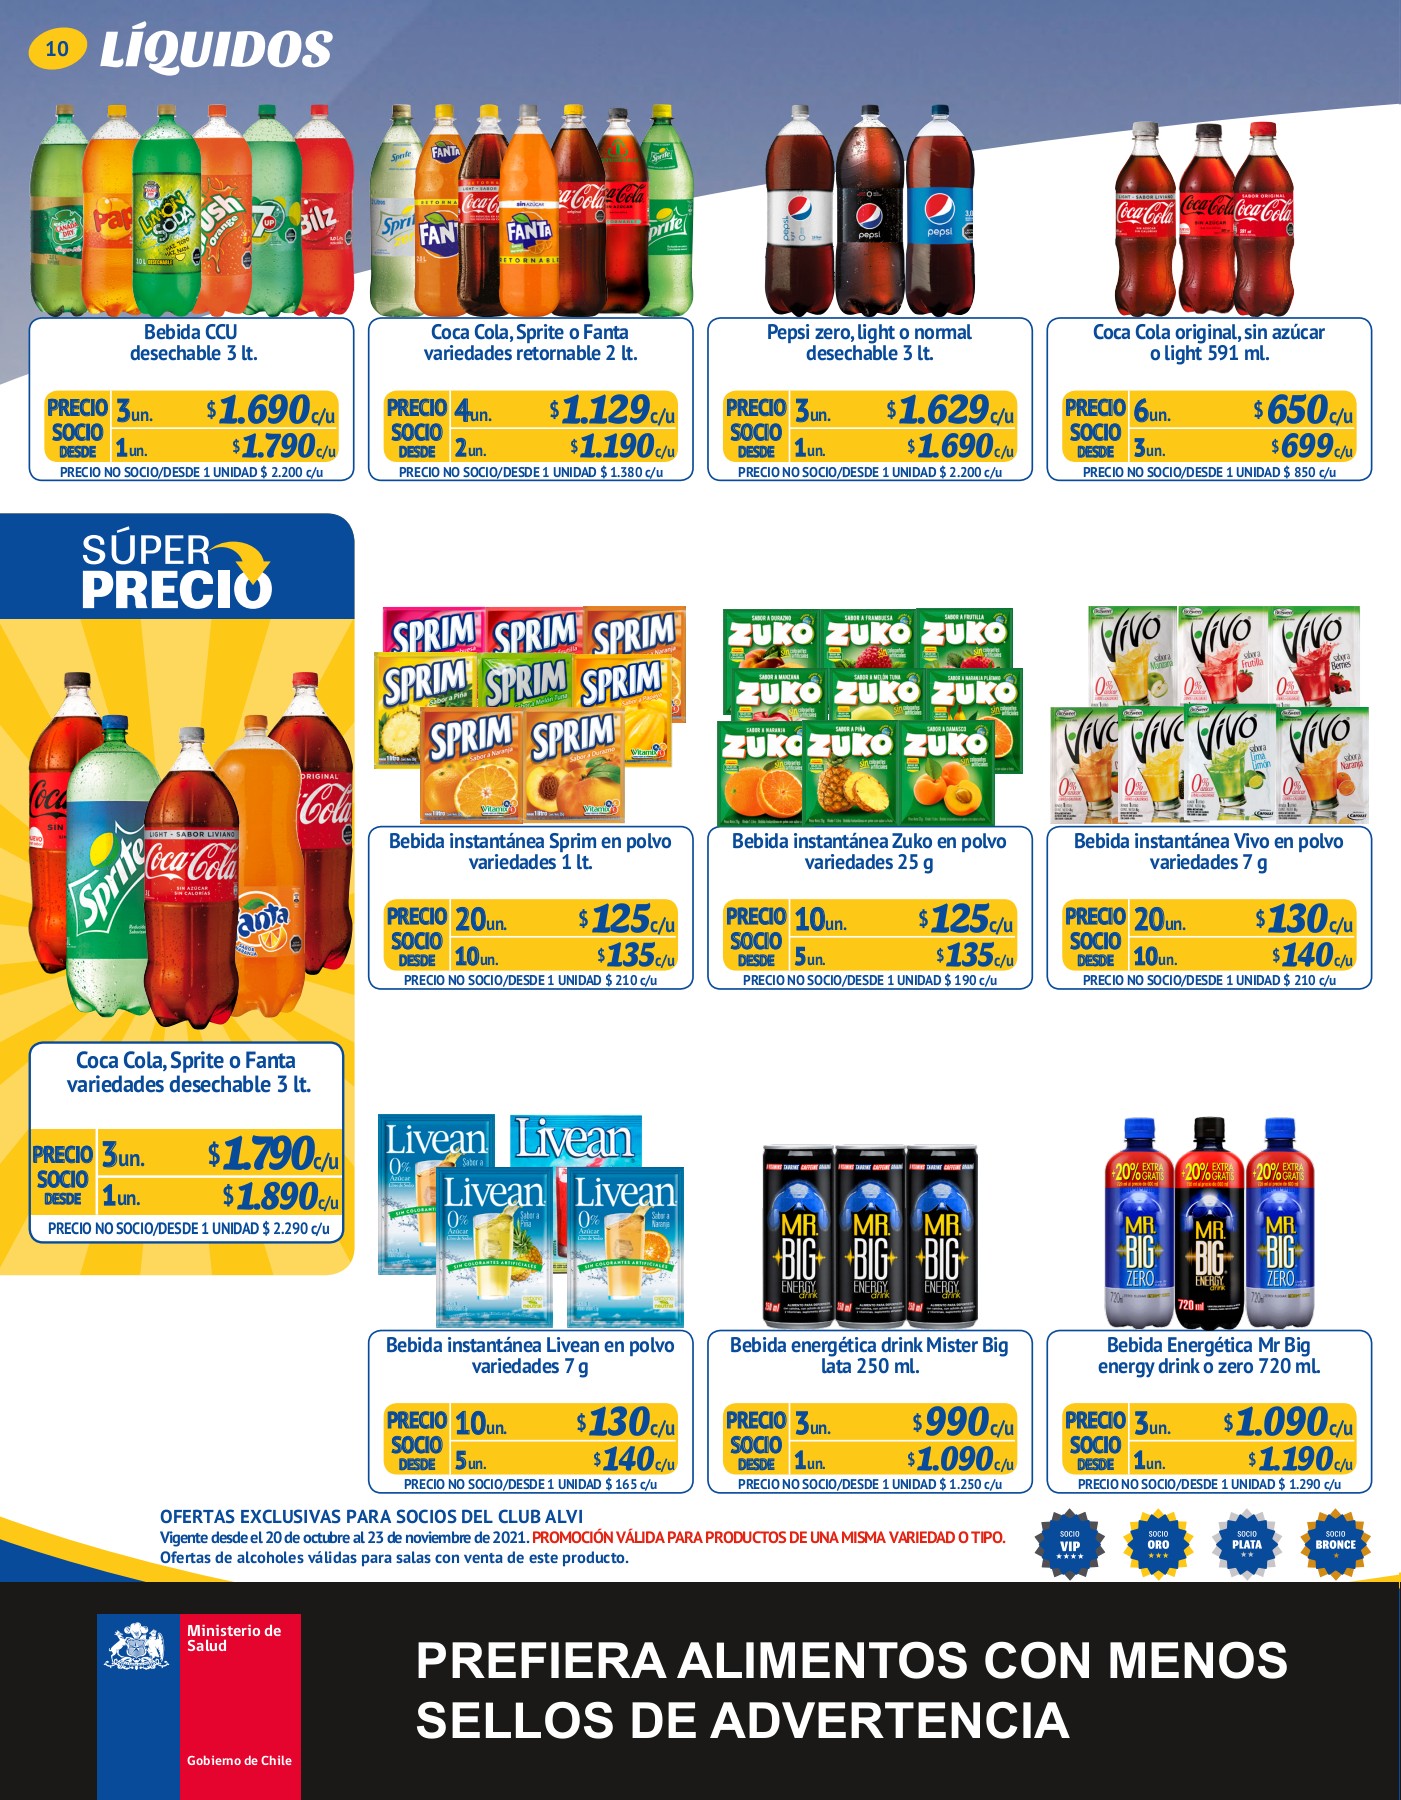 10 LÍQUIDOS
Bebida CCU
desechable 3 lt.
PRECIO SOCIO DESDE
3un. $1.690c/u
1un. $1.790c/u
PRECIO NO SOCIO/DESDE 1 UNIDAD $ 2.200 c/u
Coca Cola, Sprite o Fanta
variedades retornable 2 lt.
PRECIO SOCIO DESDE
4un. $1.129c/u
2un. $1.190c/u
PRECIO NO SOCIO/DESDE 1 UNIDAD $ 1.380 c/u
Pepsi zero, light o normal
desechable 3 lt.
PRECIO SOCIO DESDE
3un. $1.629c/u
1un. $1.690c/u
PRECIO NO SOCIO/DESDE 1 UNIDAD $ 2.200 c/u
Coca Cola original, sin azúcar
o light 591 ml.
PRECIO SOCIO DESDE
6un. $650c/u
3un. $699c/u
PRECIO NO SOCIO/DESDE 1 UNIDAD $ 850 c/u
SÚPER
PRECIO
Coca Cola, Sprite o Fanta
variedades desechable 3 lt.
PRECIO SOCIO DESDE
3un. $1.790c/u
1un. $1.890c/u
PRECIO NO SOCIO/DESDE 1 UNIDAD $ 2.290 c/u
Bebida instantánea Sprim en polvo
variedades 1 lt.
PRECIO SOCIO DESDE
20un. $125c/u
10un. $135c/u
PRECIO NO SOCIO/DESDE 1 UNIDAD $ 210 c/u
Bebida instantánea Zuko en polvo
variedades 25 g
PRECIO SOCIO DESDE
10un. $125c/u
5un. $135c/u
PRECIO NO SOCIO/DESDE 1 UNIDAD $ 190 c/u
Bebida instantánea Vivo en polvo
variedades 7 g
PRECIO SOCIO DESDE
20un. $130c/u
10un. $140c/u
PRECIO NO SOCIO/DESDE 1 UNIDAD $ 210 c/u
Bebida instantánea Livean en polvo
variedades 7 g
PRECIO SOCIO DESDE
10un. $130c/u
5un. $140c/u
PRECIO NO SOCIO/DESDE 1 UNIDAD $ 165 c/u
Bebida energética drink Mister Big
lata 250 ml.
PRECIO SOCIO DESDE
3un. $990c/u
1un. $1.090c/u
PRECIO NO SOCIO/DESDE 1 UNIDAD $ 1.250 c/u
Bebida Energética Mr Big
energy drink o zero 720 ml.
PRECIO SOCIO DESDE
3un. $1.090c/u
1un. $1.190c/u
PRECIO NO SOCIO/DESDE 1 UNIDAD $ 1.290 c/u
OFERTAS EXCLUSIVAS PARA SOCIOS DEL CLUB ALVI
Vigente desde el 20 de octubre al 23 de noviembre de 2021. PROMOCIÓN VÁLIDA PARA PRODUCTOS DE UNA MISMA VARIEDAD O TIPO.
Ofertas de alcoholes válidas para salas con venta de este producto.
SOCIO VIP
SOCIO ORO
SOCIO PLATA
SOCIO BRONCE
Ministerio de
Salud
Gobierno de Chile
PREFIERA ALIMENTOS CON MENOS
SELLOS DE ADVERTENCIA